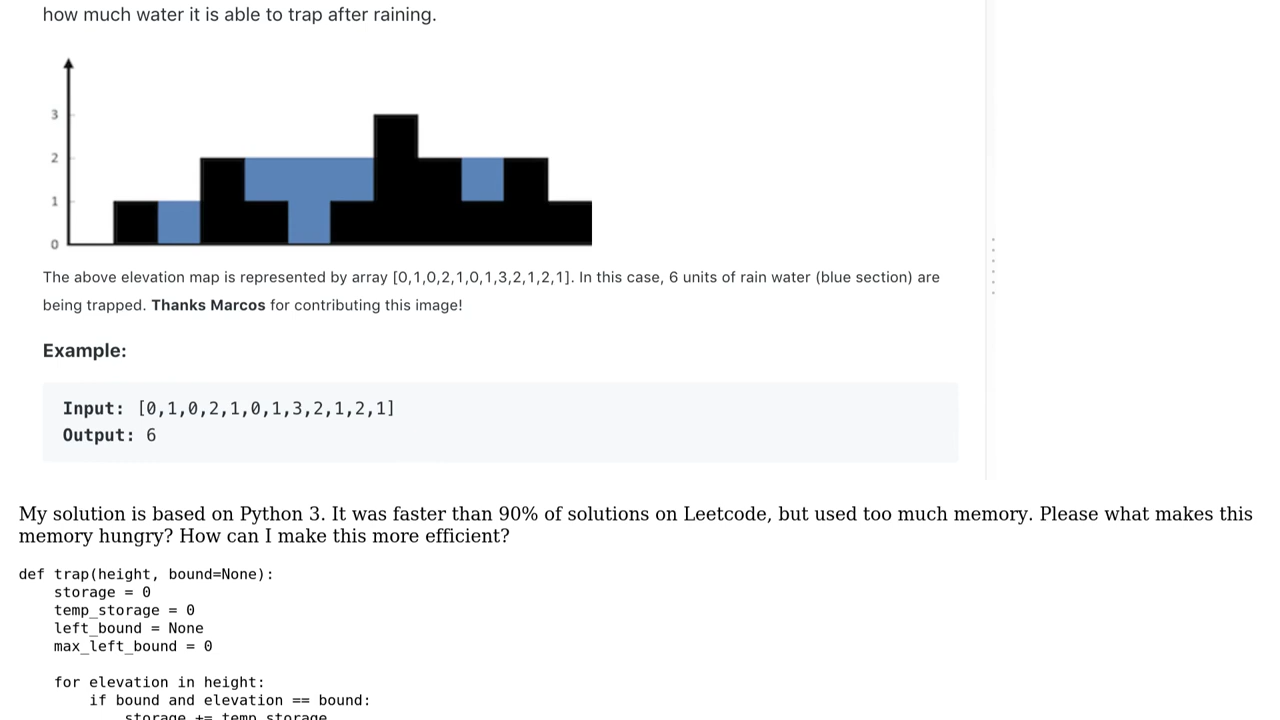 how much water it is able to trap after raining.
3
2
1
0
The above elevation map is represented by array [0,1,0,2,1,0,1,3,2,1,2,1]. In this case, 6 units of rain water (blue section) are
being trapped. Thanks Marcos for contributing this image!
Example:
Input: [0,1,0,2,1,0,1,3,2,1,2,1]
Output: 6
My solution is based on Python 3. It was faster than 90% of solutions on Leetcode, but used too much memory. Please what makes this
memory hungry? How can I make this more efficient?
def trap(height, bound=None):
    storage = 0
    temp_storage = 0
    left_bound = None
    max_left_bound = 0
    for elevation in height:
        if bound and elevation == bound:
            storage += temp_storage